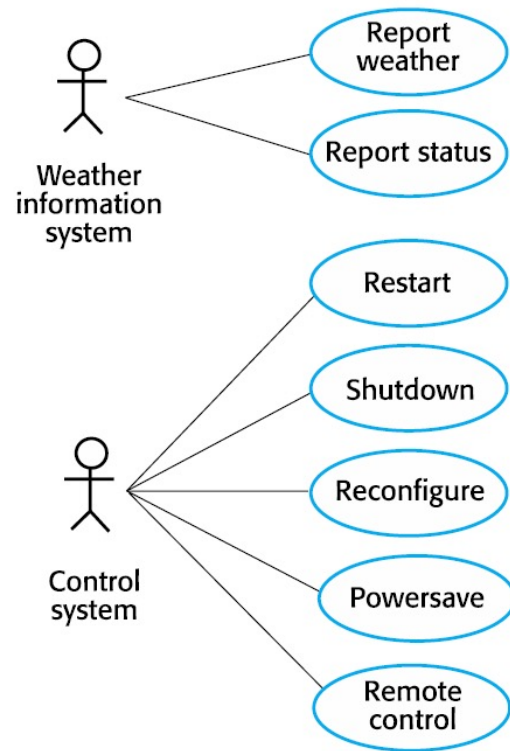 Report
weather
Report status
Weather
information
system
Restart
Shutdown
Reconfigure
Control
system
Powersave
Remote
control